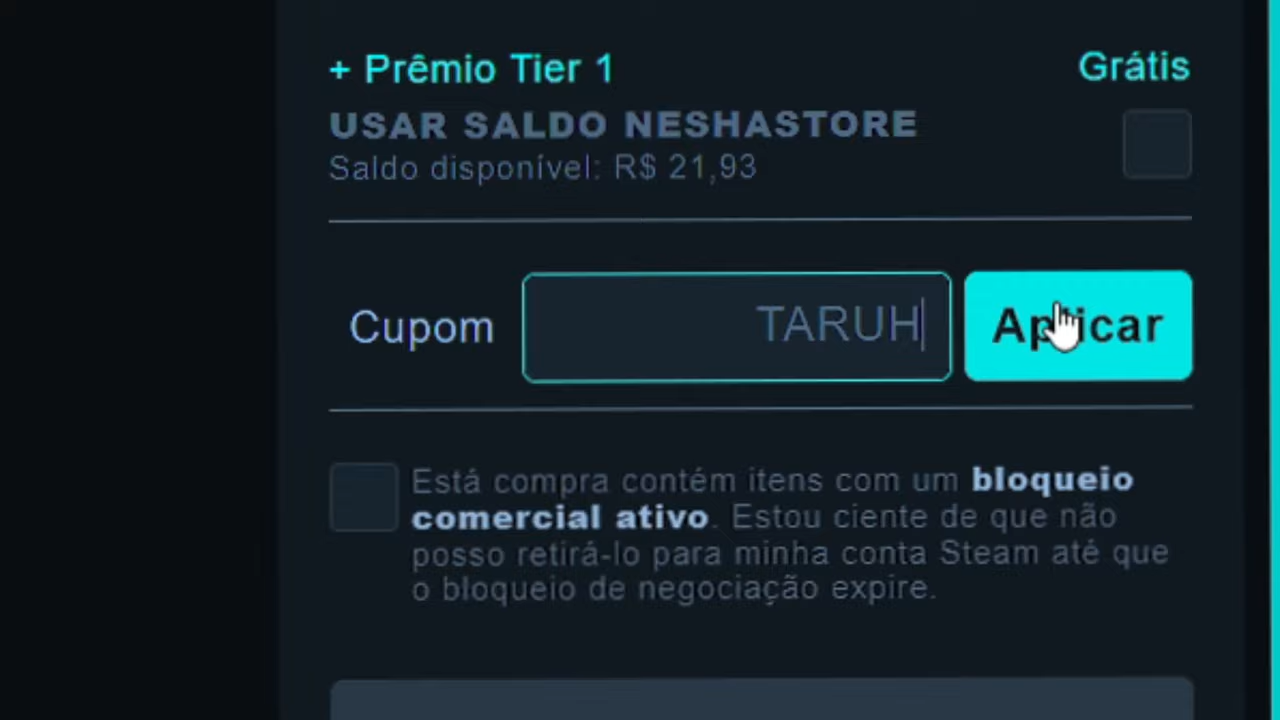 + Prêmio Tier 1 Grátis
USAR SALDO NESHASTORE
Saldo disponível: R$ 21,93
Cupom TARUH Aplicar
Está compra contém itens com um bloqueio
comercial ativo. Estou ciente de que não
posso retirá-lo para minha conta Steam até que
o bloqueio de negociação expire.